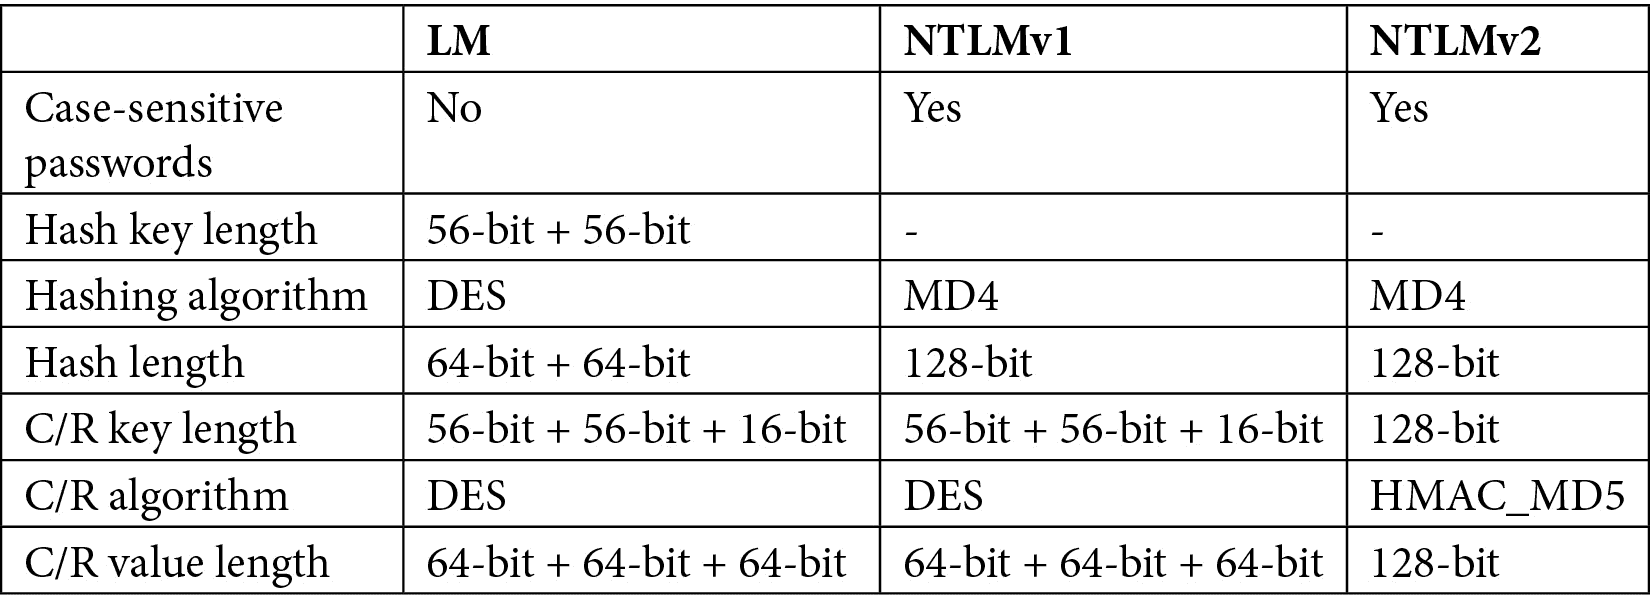 LM NTLMv1 NTLMv2
Case-sensitive No Yes Yes
passwords
Hash key length 56-bit + 56-bit - -
Hashing algorithm DES MD4 MD4
Hash length 64-bit + 64-bit 128-bit 128-bit
C/R key length 56-bit + 56-bit + 16-bit 56-bit + 56-bit + 16-bit 128-bit
C/R algorithm DES DES HMAC_MD5
C/R value length 64-bit + 64-bit + 64-bit 64-bit + 64-bit + 64-bit 128-bit